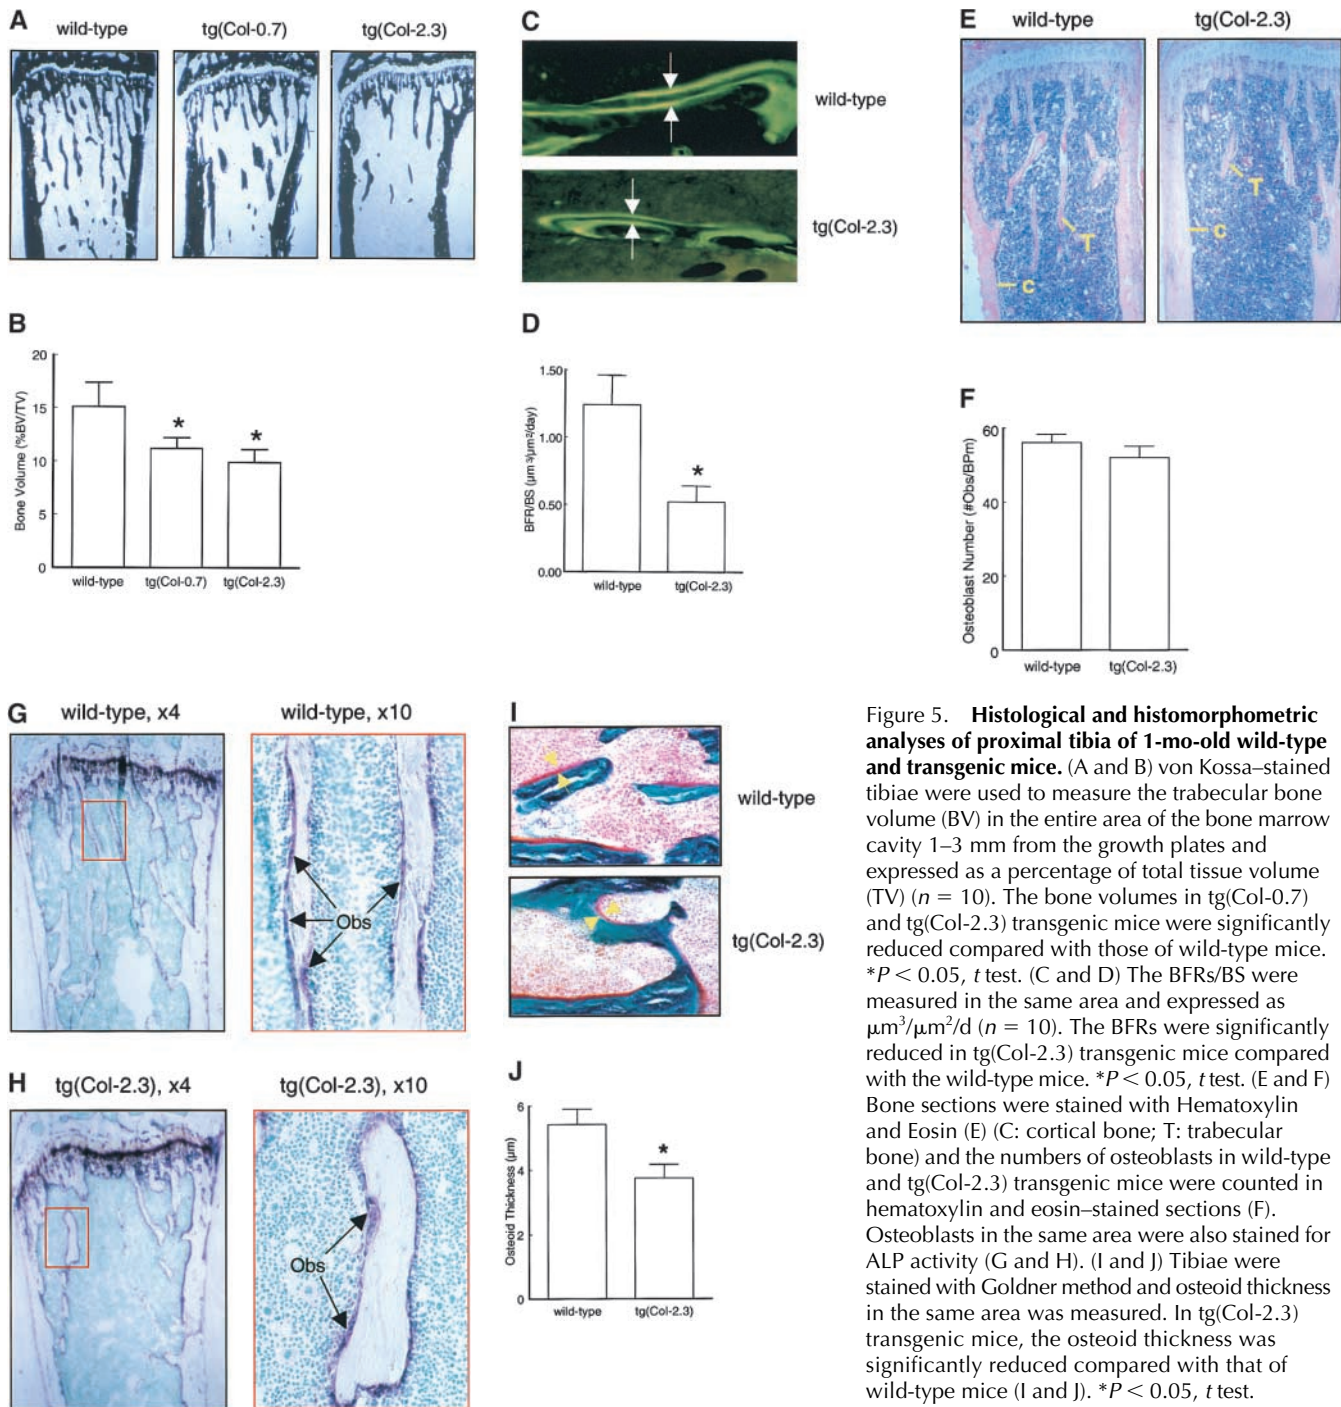 A
wild-type
tg(Col-0.7)
tg(Col-2.3)
B
Bone Volume (%BV/TV)
20
15
10
5
0
*
*
wild-type
tg(Col-0.7)
tg(Col-2.3)
C
wild-type
tg(Col-2.3)
D
BFR/BS (µm³/µm²/day)
1.50
1.00
0.50
0.00
*
wild-type
tg(Col-2.3)
E
wild-type
tg(Col-2.3)
T
C
T
C
F
Osteoblast Number (#Obs/BPm)
60
40
20
0
wild-type
tg(Col-2.3)
G
wild-type, x4
wild-type, x10
Obs
H
tg(Col-2.3), x4
tg(Col-2.3), x10
Obs
I
wild-type
tg(Col-2.3)
J
Osteoid Thickness (µm)
6
4
2
0
*
wild-type
tg(Col-2.3)
Figure 5. Histological and histomorphometric
analyses of proximal tibia of 1-mo-old wild-type
and transgenic mice. (A and B) von Kossa–stained
tibiae were used to measure the trabecular bone
volume (BV) in the entire area of the bone marrow
cavity 1–3 mm from the growth plates and
expressed as a percentage of total tissue volume
(TV) (n = 10). The bone volumes in tg(Col-0.7)
and tg(Col-2.3) transgenic mice were significantly
reduced compared with those of wild-type mice.
*P < 0.05, t test. (C and D) The BFRs/BS were
measured in the same area and expressed as
µm³/µm²/d (n = 10). The BFRs were significantly
reduced in tg(Col-2.3) transgenic mice compared
with the wild-type mice. *P < 0.05, t test. (E and F)
Bone sections were stained with Hematoxylin
and Eosin (E) (C: cortical bone; T: trabecular
bone) and the numbers of osteoblasts in wild-type
and tg(Col-2.3) transgenic mice were counted in
hematoxylin and eosin–stained sections (F).
Osteoblasts in the same area were also stained for
ALP activity (G and H). (I and J) Tibiae were
stained with Goldner method and osteoid thickness
in the same area was measured. In tg(Col-2.3)
transgenic mice, the osteoid thickness was
significantly reduced compared with that of
wild-type mice (I and J). *P < 0.05, t test.